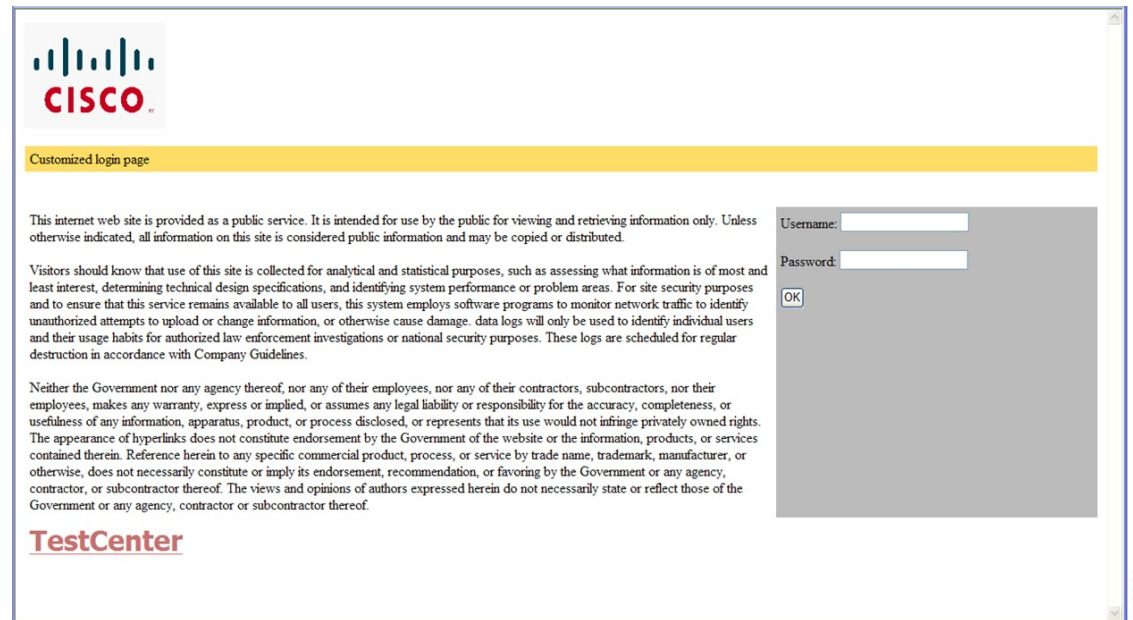 CISCO
Customized login page
This internet web site is provided as a public service. It is intended for use by the public for viewing and retrieving information only. Unless
otherwise indicated, all information on this site is considered public information and may be copied or distributed.
Visitors should know that use of this site is collected for analytical and statistical purposes, such as assessing what information is of most and
least interest, determining technical design specifications, and identifying system performance or problem areas. For site security purposes
and to ensure that this service remains available to all users, this system employs software programs to monitor network traffic to identify
unauthorized attempts to upload or change information, or otherwise cause damage. data logs will only be used to identify individual users
and their usage habits for authorized law enforcement investigations or national security purposes. These logs are scheduled for regular
destruction in accordance with Company Guidelines.
Neither the Government nor any agency thereof, nor any of their employees, nor any of their contractors, subcontractors, nor their
employees, makes any warranty, express or implied, or assumes any legal liability or responsibility for the accuracy, completeness, or
usefulness of any information, apparatus, product, or process disclosed, or represents that its use would not infringe privately owned rights.
The appearance of hyperlinks does not constitute endorsement by the Government of the website or the information, products, or services
contained therein. Reference herein to any specific commercial product, process, or service by trade name, trademark, manufacturer, or
otherwise, does not necessarily constitute or imply its endorsement, recommendation, or favoring by the Government or any agency,
contractor, or subcontractor thereof. The views and opinions of authors expressed herein do not necessarily state or reflect those of the
Government or any agency, contractor or subcontractor thereof.
Username:
Password:
OK
TestCenter